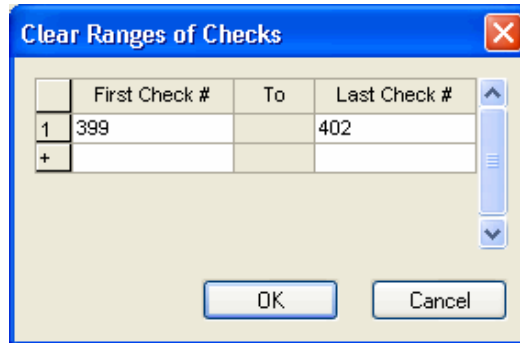 Clear Ranges of Checks
First Check # To Last Check #
1 399 402
+
OK Cancel